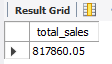 Result Grid
total_sales
817860.05